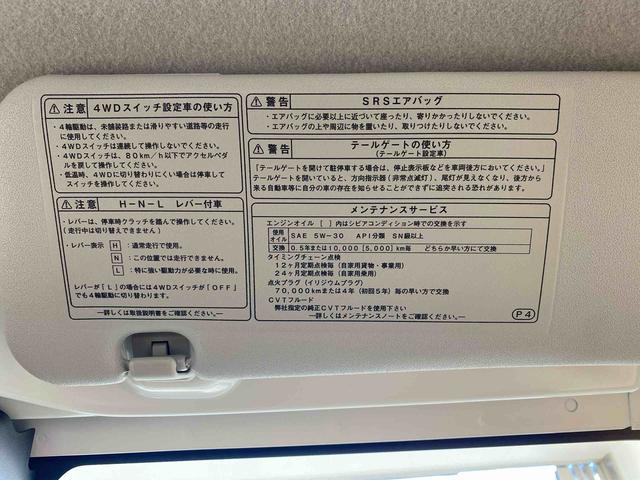 ⚠注意 4WDスイッチ設定車の使い方
・4輪駆動は、未舗装路または滑りやすい道路等の走行
に使用してください。
・4WDスイッチは連続して操作しないでください。
・4WDスイッチは、80km/h以下でアクセルペダ
ルを戻して操作してください。
・低温時、4WDに切り替わりにくい場合は停車して
スイッチを操作してください。
⚠注意 H-N-L レバー付車
・レバーは、停車時クラッチを踏んで操作してください。
(走行中は切り替えできません)
・レバー表示 H :通常走行で使用。
N :この位置では走行できません。
L :特に強い駆動力が必要な時に使用。
レバーが「L」の場合には4WDスイッチが「OFF」
でも4輪駆動に切り替わります。
―詳しくは取扱説明書をご確認ください。―
⚠警告 SRSエアバッグ
・エアバッグに必要以上に近づいて座ったり、寄りかかったりしないでください。
・エアバッグの上や周辺に物を置いたり、取りつけたりしないでください。
⚠警告 テールゲートの使い方
(テールゲート設定車)
「テールゲートを開けて駐停車する場合は、停止表示板などを車両後方においてください。」
テールゲートを開いていると、方向指示器(非常点滅灯)、尾灯が見えなくなり、後方から
来る自動車等に自分の車の存在を知らせることができずに追突される恐れがあります。
メンテナンスサービス
エンジンオイル [ ]内はシビアコンディション時での交換を示す
使用オイル SAE 5W-30 API分類 SN級以上
交換 0.5年または10,000[5,000]km毎 どちらか早い方にて交換
タイミングチェーン点検
12ヶ月定期点検毎(自家用貨物・事業用)
24ヶ月定期点検毎(自家用乗用)
点火プラグ(イリジウムプラグ)
70,000kmまたは4年(初回5年)毎の早い方で交換
CVTフルード
弊社指定の純正CVTフルードを使用下さい
―詳しくはメンテナンスノートをご確認ください。―
P4